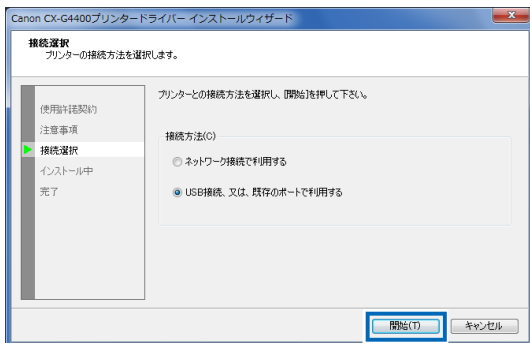 Canon CX-G4400プリンタードライバー インストールウィザード
接続選択
プリンターの接続方法を選択します。
プリンターとの接続方法を選択し、[開始]を押して下さい。
使用許諾契約
注意事項
接続選択
インストール中
完了
接続方法(C)
ネットワーク接続で利用する
USB接続、又は、既存のポートで利用する
開始(T)
キャンセル